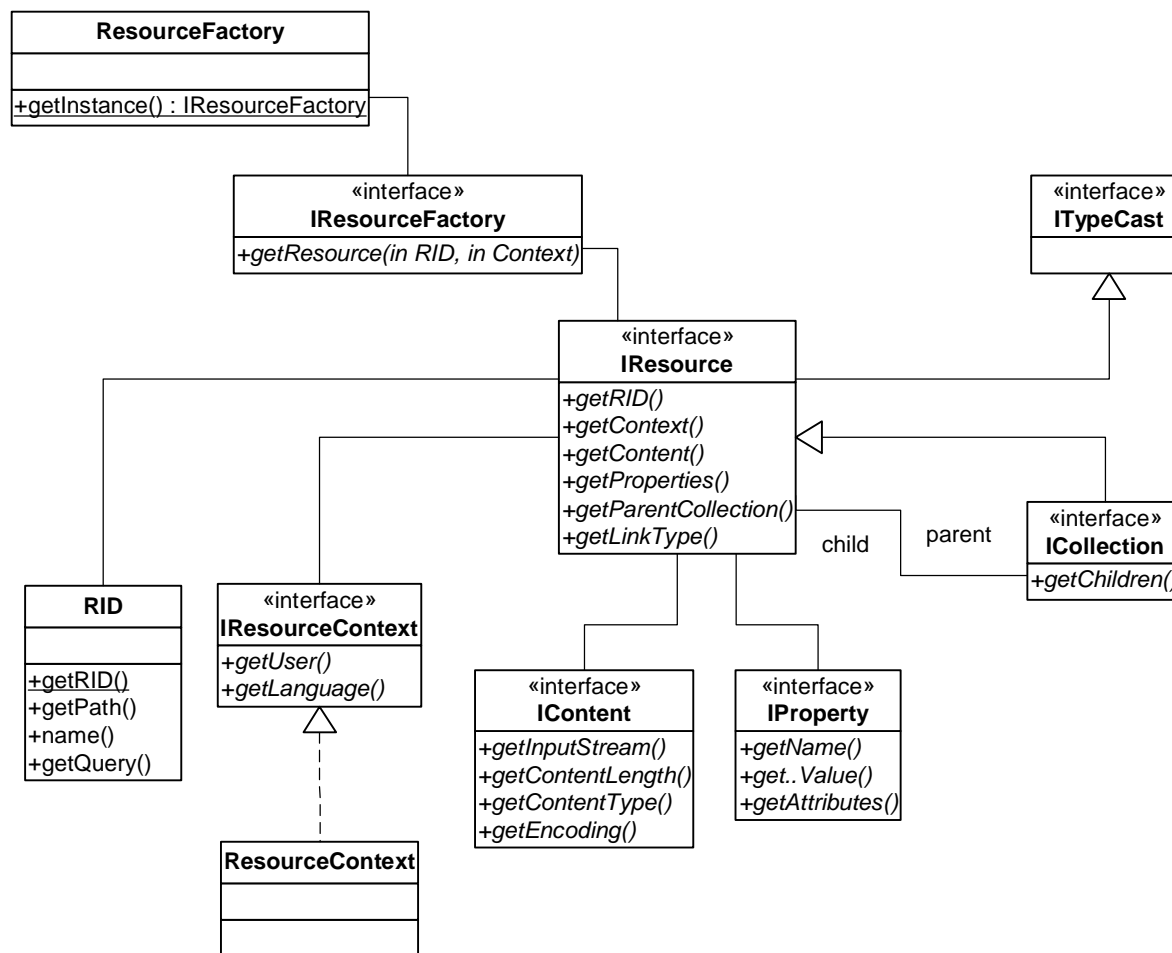 ResourceFactory
+getInstance() : IResourceFactory
«interface»
IResourceFactory
+getResource(in RID, in Context)
«interface»
ITypeCast
«interface»
IResource
+getRID()
+getContext()
+getContent()
+getProperties()
+getParentCollection()
+getLinkType()
child
parent
«interface»
ICollection
+getChildren()
RID
+getRID()
+getPath()
+name()
+getQuery()
«interface»
IResourceContext
+getUser()
+getLanguage()
«interface»
IContent
+getInputStream()
+getContentLength()
+getContentType()
+getEncoding()
«interface»
IProperty
+getName()
+get..Value()
+getAttributes()
ResourceContext